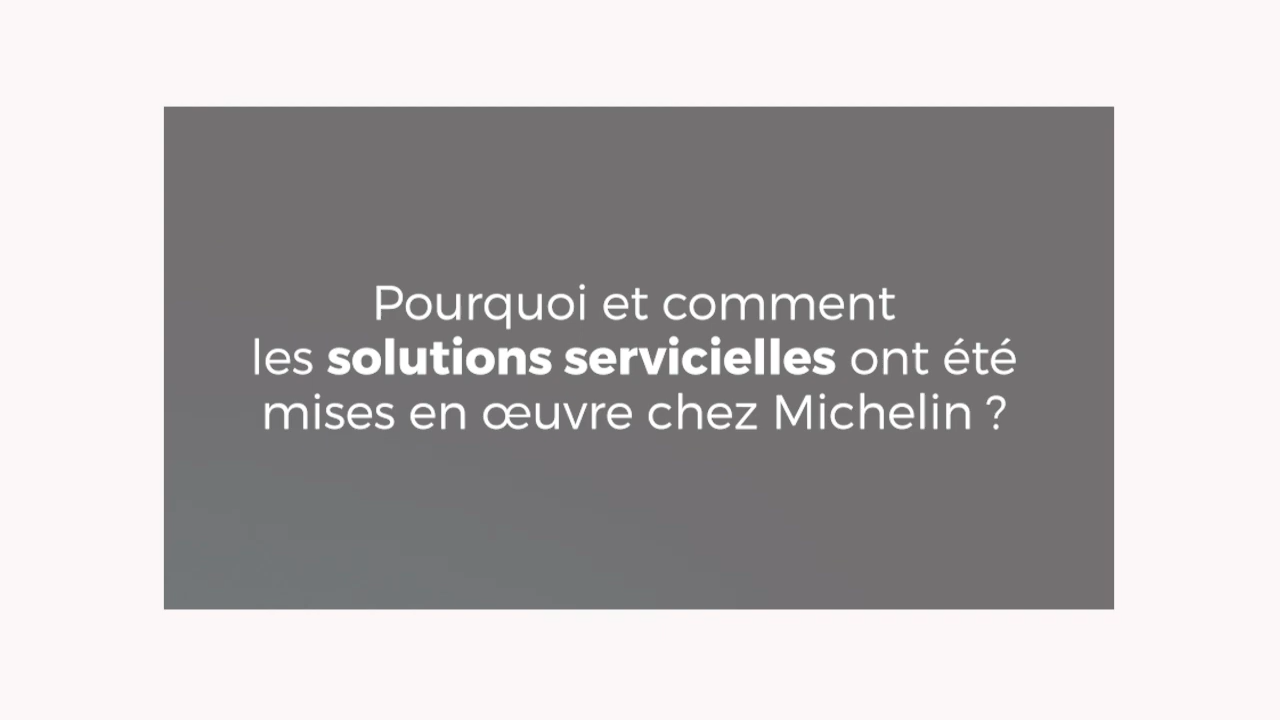 Pourquoi et comment
les solutions servicielles ont été
mises en œuvre chez Michelin ?